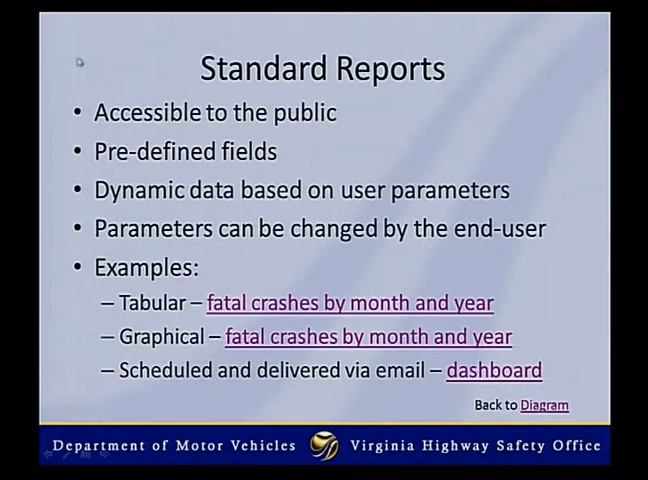 Standard Reports
• Accessible to the public
• Pre-defined fields
• Dynamic data based on user parameters
• Parameters can be changed by the end-user
• Examples:
– Tabular – fatal crashes by month and year
– Graphical – fatal crashes by month and year
– Scheduled and delivered via email – dashboard
Back to Diagram
Department of Motor Vehicles Virginia Highway Safety Office